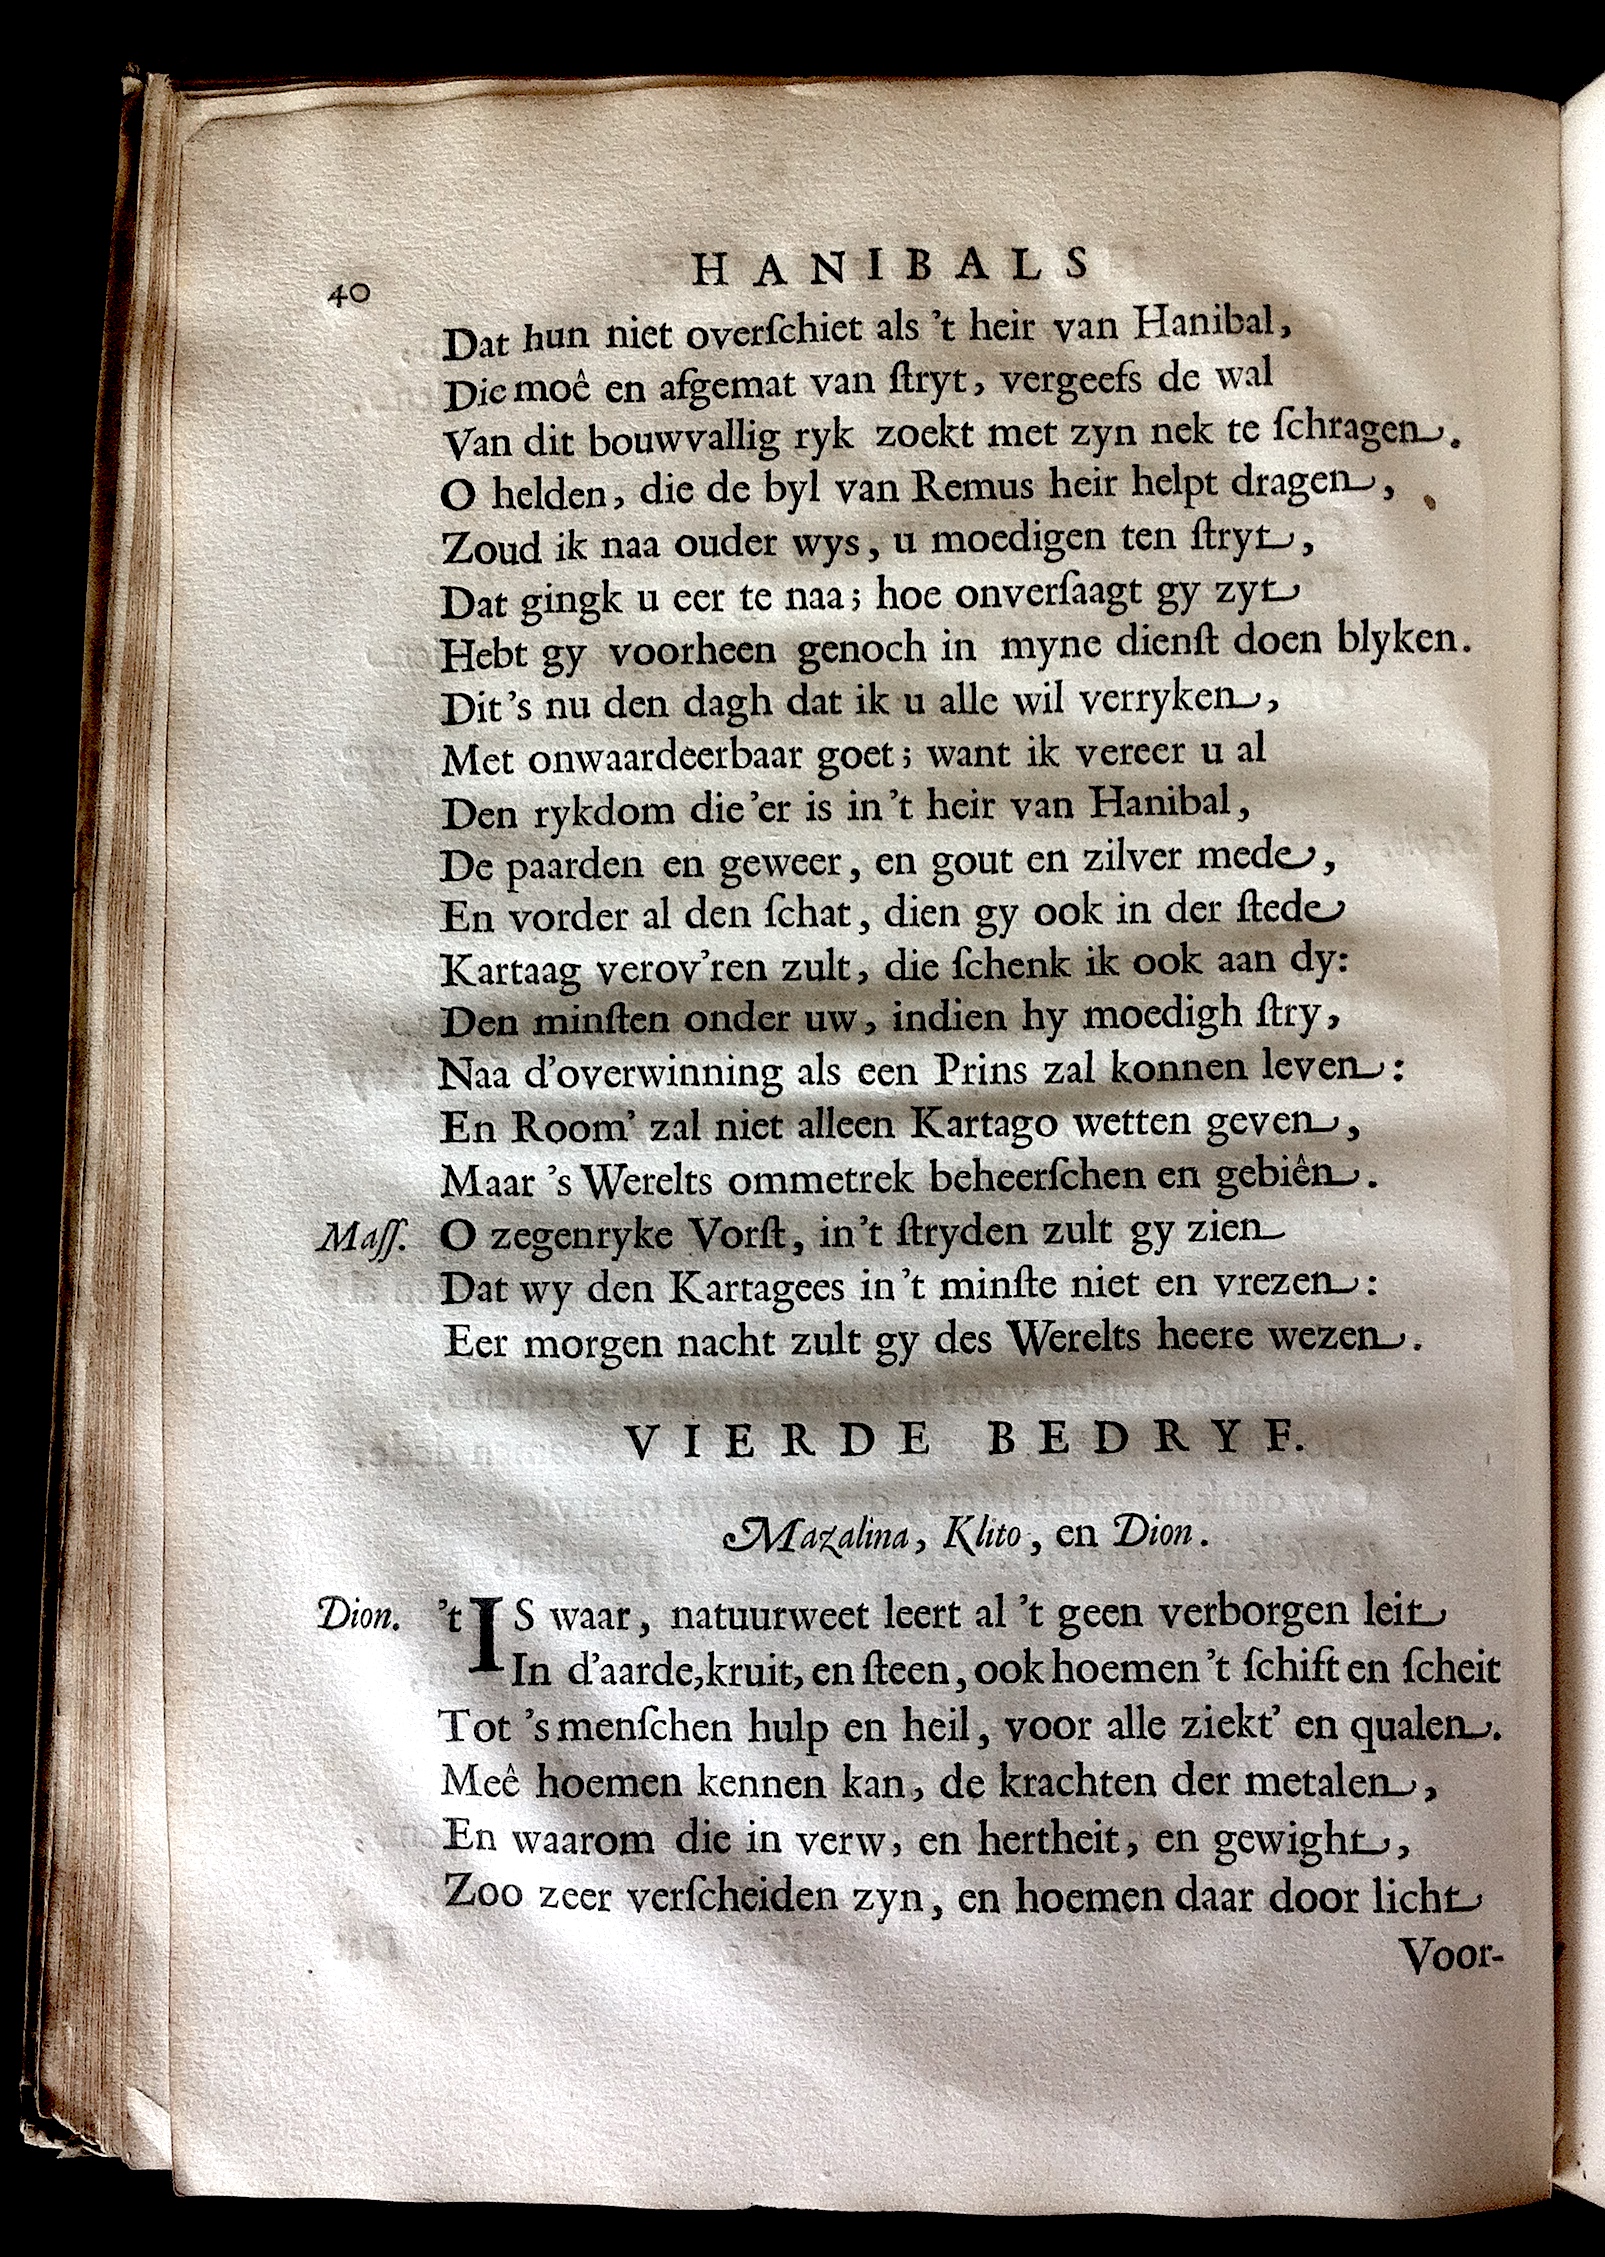 40
HANIBALS
Dat hun niet overſchiet als 't heir van Hanibal,
Die moê en afgemat van ſtryt, vergeefs de wal
Van dit bouwvallig ryk zoekt met zyn nek te ſchragen.
O helden, die de byl van Remus heir helpt dragen,
Zoud ik naa ouder wys, u moedigen ten ſtryt,
Dat gingk u eer te naa; hoe onverſaagt gy zyt
Hebt gy voorheen genoch in myne dienſt doen blyken.
Dit's nu den dagh dat ik u alle wil verryken,
Met onwaardeerbaar goet; want ik vereer u al
Den rykdom die'er is in't heir van Hanibal,
De paarden en geweer, en gout en zilver mede,
En vorder al den ſchat, dien gy ook in der ſtede
Kartaag verov'ren zult, die ſchenk ik ook aan dy:
Den minſten onder uw, indien hy moedigh ſtry,
Naa d'overwinning als een Prins zal konnen leven:
En Room' zal niet alleen Kartago wetten geven,
Maar 's Werelts ommetrek beheerſchen en gebiên.
Maſſ. O zegenryke Vorſt, in't ſtryden zult gy zien
Dat wy den Kartagees in't minſte niet en vrezen:
Eer morgen nacht zult gy des Werelts heere wezen.
VIERDE BEDRYF.
Mazalina, Klito, en Dion.
Dion. 't IS waar, natuurweet leert al 't geen verborgen leit
In d'aarde, kruit, en ſteen, ook hoemen 't ſchift en ſcheit
Tot 's menſchen hulp en heil, voor alle ziekt' en qualen.
Meê hoemen kennen kan, de krachten der metalen,
En waarom die in verw, en hertheit, en gewight,
Zoo zeer verſcheiden zyn, en hoemen daar door licht
Voor-